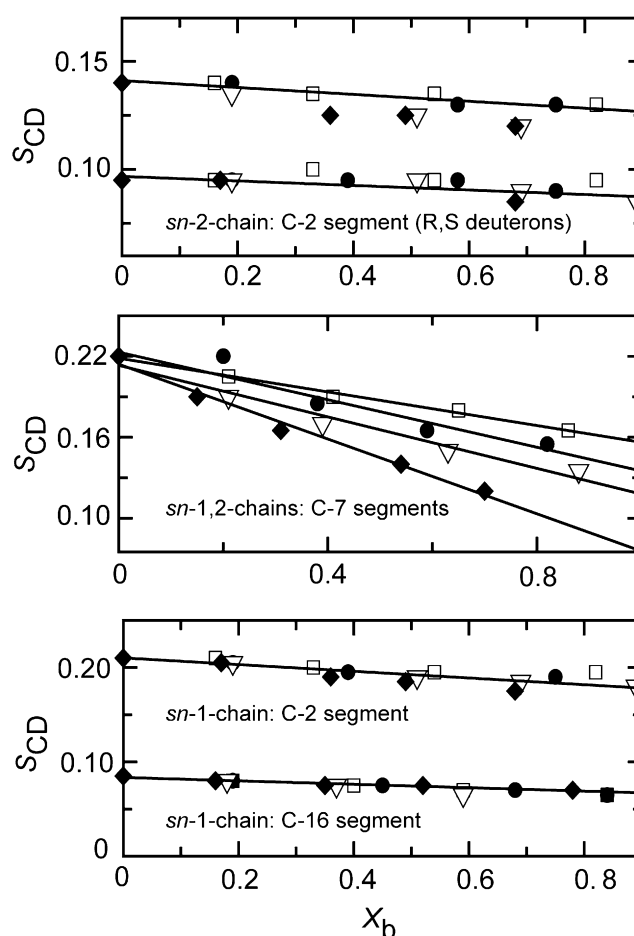 0.15
0.10
S_CD
sn-2-chain: C-2 segment (R,S deuterons)
0 0.2 0.4 0.6 0.8
0.22
0.16
0.10
S_CD
sn-1,2-chains: C-7 segments
0 0.4 0.8
0.20
0.10
0
S_CD
sn-1-chain: C-2 segment
sn-1-chain: C-16 segment
0 0.2 0.4 0.6 0.8
X_b